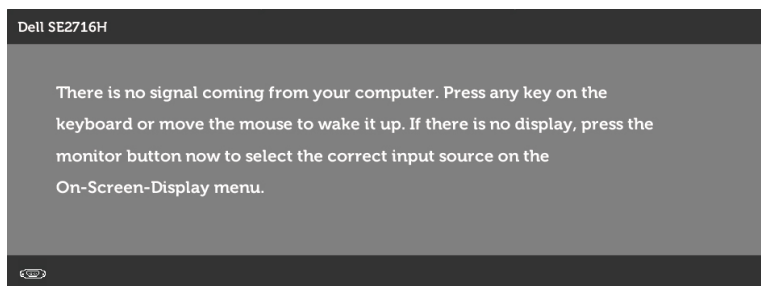 Dell SE2716H
There is no signal coming from your computer. Press any key on the
keyboard or move the mouse to wake it up. If there is no display, press the
monitor button now to select the correct input source on the
On-Screen-Display menu.